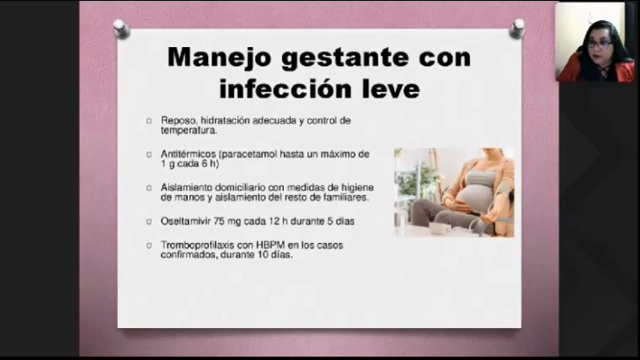 Manejo gestante con
infección leve
Reposo, hidratación adecuada y control de
temperatura.
Antitérmicos (paracetamol hasta un máximo de
1 g cada 6 h)
Aislamiento domiciliario con medidas de higiene
de manos y aislamiento del resto de familiares.
Oseltamivir 75 mg cada 12 h durante 5 días
Tromboprofilaxis con HBPM en los casos
confirmados, durante 10 días.